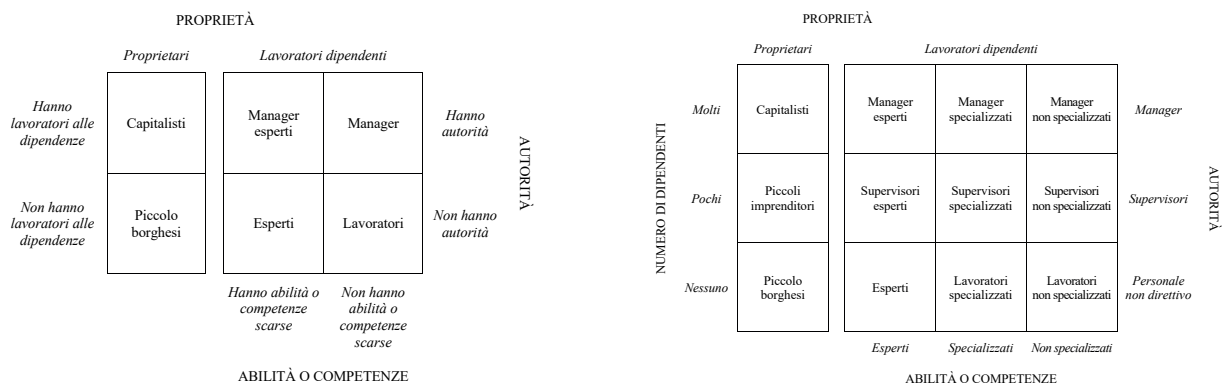 PROPRIETÀ
Proprietari
Lavoratori dipendenti
Hanno
lavoratori alle
dipendenze
Capitalisti
Manager
esperti
Manager
Hanno
autorità
Non hanno
lavoratori alle
dipendenze
Piccolo
borghesi
Esperti
Lavoratori
Non hanno
autorità
AUTORITÀ
Hanno abilità o
competenze
scarse
Non hanno
abilità o
competenze
scarse
ABILITÀ O COMPETENZE
PROPRIETÀ
Proprietari
Lavoratori dipendenti
NUMERO DI DIPENDENTI
Molti
Capitalisti
Manager
esperti
Manager
specializzati
Manager
non specializzati
Manager
Pochi
Piccoli
imprenditori
Supervisori
esperti
Supervisori
specializzati
Supervisori
non specializzati
Supervisori
Nessuno
Piccolo
borghesi
Esperti
Lavoratori
specializzati
Lavoratori
non specializzati
Personale
non direttivo
AUTORITÀ
Esperti
Specializzati
Non specializzati
ABILITÀ O COMPETENZE